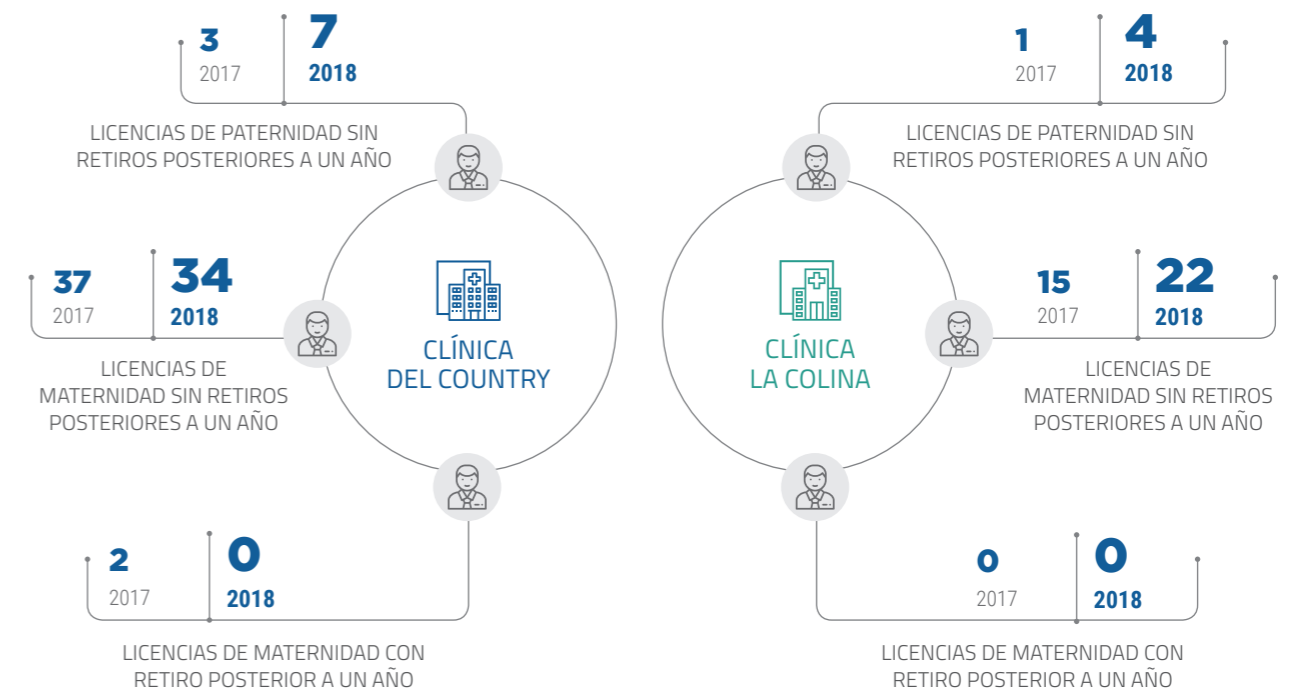 3 7
2017 2018
LICENCIAS DE PATERNIDAD SIN
RETIROS POSTERIORES A UN AÑO
37 34
2017 2018
LICENCIAS DE
MATERNIDAD SIN RETIROS
POSTERIORES A UN AÑO
2 0
2017 2018
LICENCIAS DE MATERNIDAD CON
RETIRO POSTERIOR A UN AÑO
CLÍNICA
DEL COUNTRY
1 4
2017 2018
LICENCIAS DE PATERNIDAD SIN
RETIROS POSTERIORES A UN AÑO
CLÍNICA
LA COLINA
15 22
2017 2018
LICENCIAS DE
MATERNIDAD SIN RETIROS
POSTERIORES A UN AÑO
0 0
2017 2018
LICENCIAS DE MATERNIDAD CON
RETIRO POSTERIOR A UN AÑO